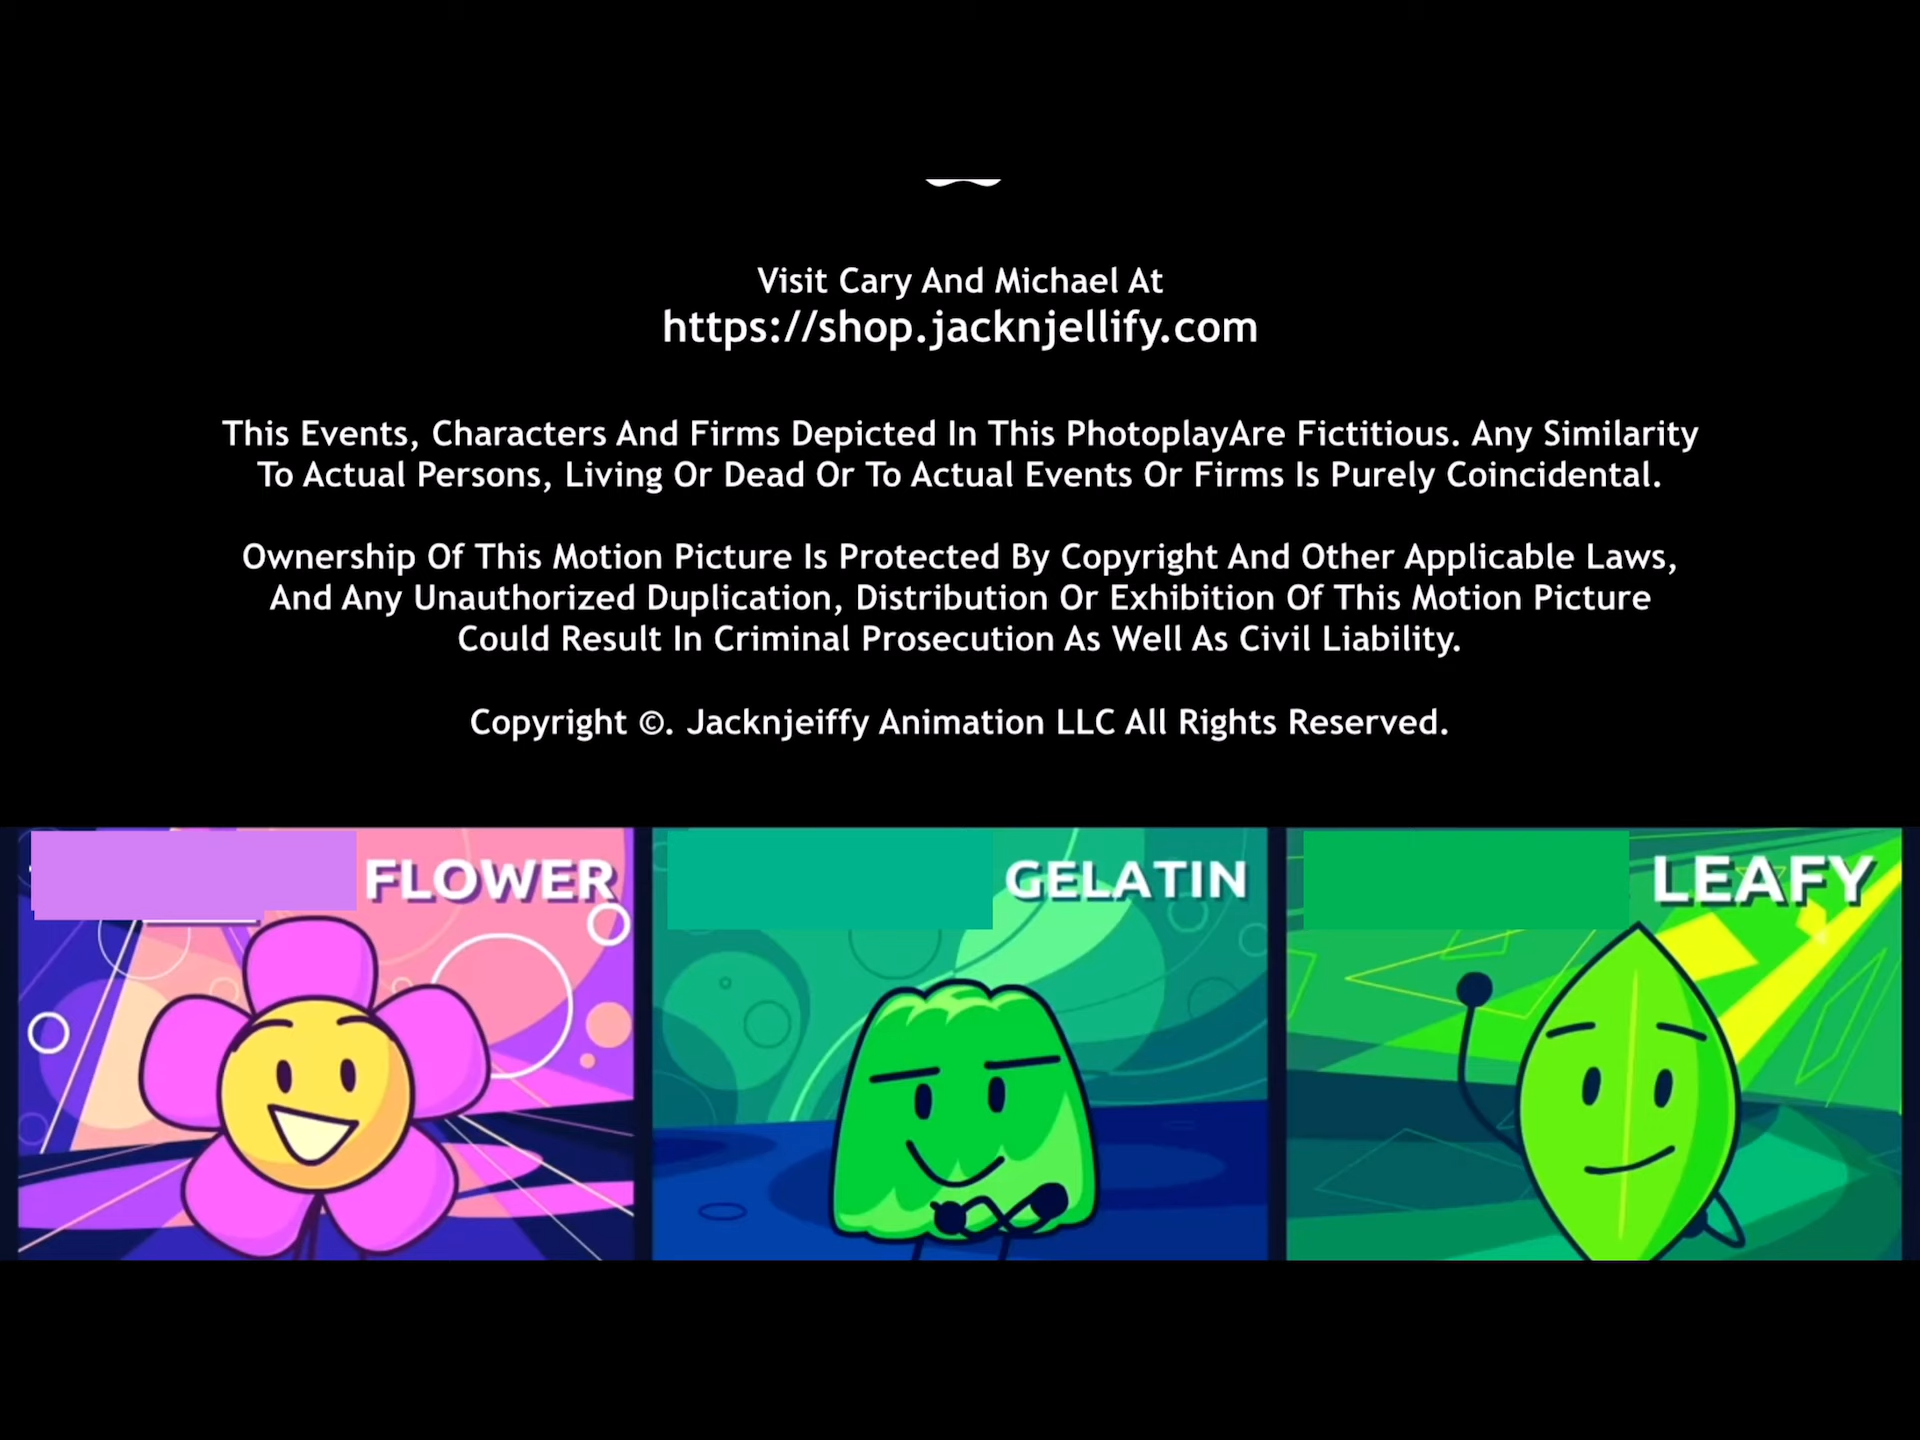 Visit Cary And Michael At
https://shop.jacknjellify.com
This Events, Characters And Firms Depicted In This PhotoplayAre Fictitious. Any Similarity
To Actual Persons, Living Or Dead Or To Actual Events Or Firms Is Purely Coincidental.
Ownership Of This Motion Picture Is Protected By Copyright And Other Applicable Laws,
And Any Unauthorized Duplication, Distribution Or Exhibition Of This Motion Picture
Could Result In Criminal Prosecution As Well As Civil Liability.
Copyright ©. Jacknjeiffy Animation LLC All Rights Reserved.
FLOWER
GELATIN
LEAFY